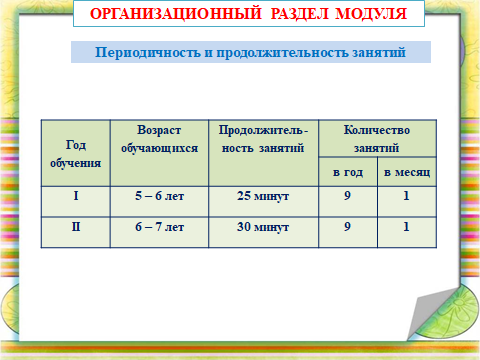 ОРГАНИЗАЦИОННЫЙ РАЗДЕЛ МОДУЛЯ
Периодичность и продолжительность занятий
Год обучения
Возраст обучающихся
Продолжитель-
ность занятий
Количество занятий
в год в месяц
I 5 – 6 лет 25 минут 9 1
II 6 – 7 лет 30 минут 9 1